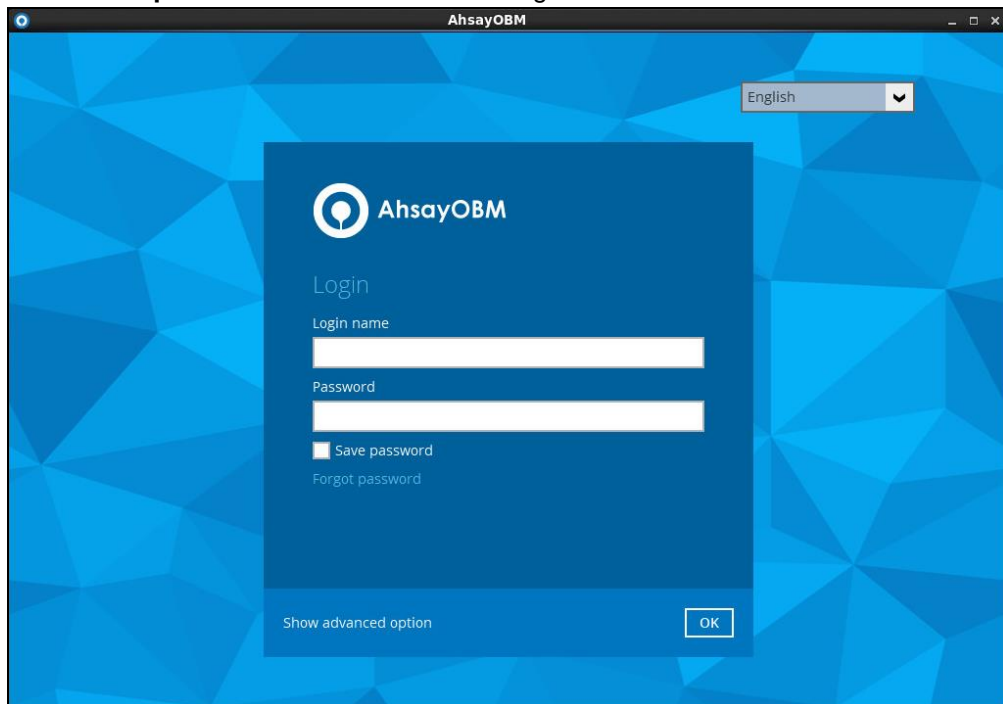 AhsayOBM
English
AhsayOBM
Login
Login name
Password
Save password
Forgot password
Show advanced option
OK